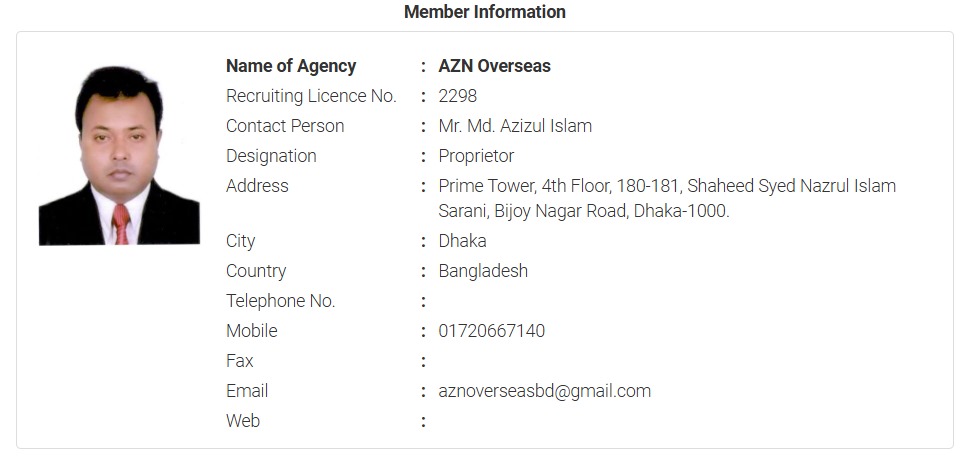 Member Information
Name of Agency : AZN Overseas
Recruiting Licence No. : 2298
Contact Person : Mr. Md. Azizul Islam
Designation : Proprietor
Address : Prime Tower, 4th Floor, 180-181, Shaheed Syed Nazrul Islam
Sarani, Bijoy Nagar Road, Dhaka-1000.
City : Dhaka
Country : Bangladesh
Telephone No. :
Mobile : 01720667140
Fax :
Email : aznoverseasbd@gmail.com
Web :